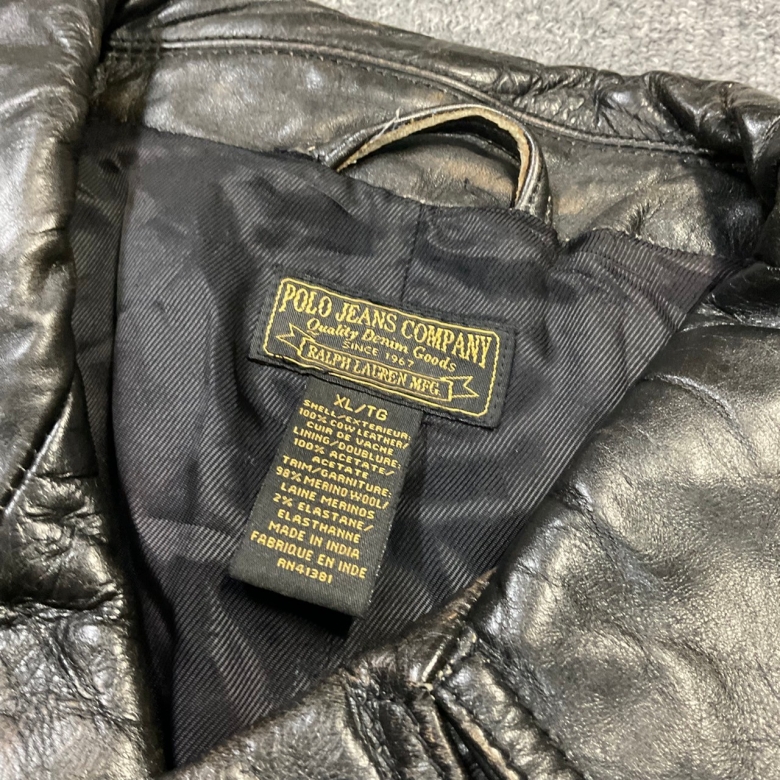 POLO JEANS COMPANY
Quality Denim Goods
SINCE 1967
RALPH LAUREN MFG.
XL/TG
SHELL/EXTERIEUR:
100% COW LEATHER/
CUIR DE VACHE
LINING/DOUBLURE:
100% ACETATE/
ACETATE
TRIM/GARNITURE:
98% MERINO WOOL/
LAINE MERINOS
2% ELASTANE/
ELASTHANNE
MADE IN INDIA
FABRIQUE EN INDE
RN41381